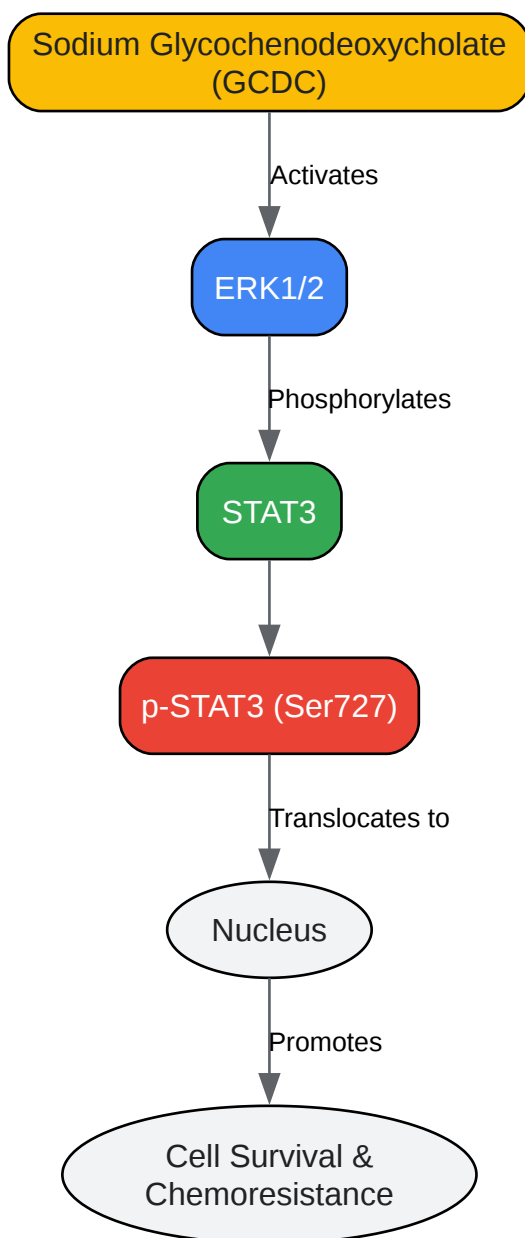 Sodium Glycochenodeoxycholate
(GCDC)
Activates
ERK1/2
Phosphorylates
STAT3
p-STAT3 (Ser727)
Translocates to
Nucleus
Promotes
Cell Survival &
Chemoresistance